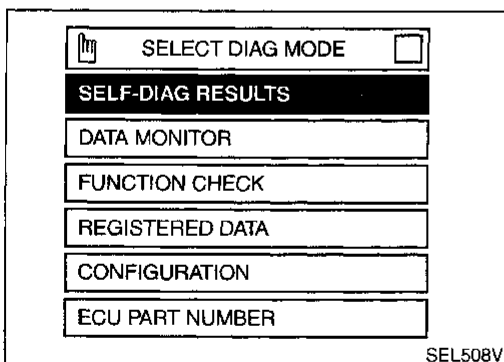 SELECT DIAG MODE
SELF-DIAG RESULTS
DATA MONITOR
FUNCTION CHECK
REGISTERED DATA
CONFIGURATION
ECU PART NUMBER
SEL508V